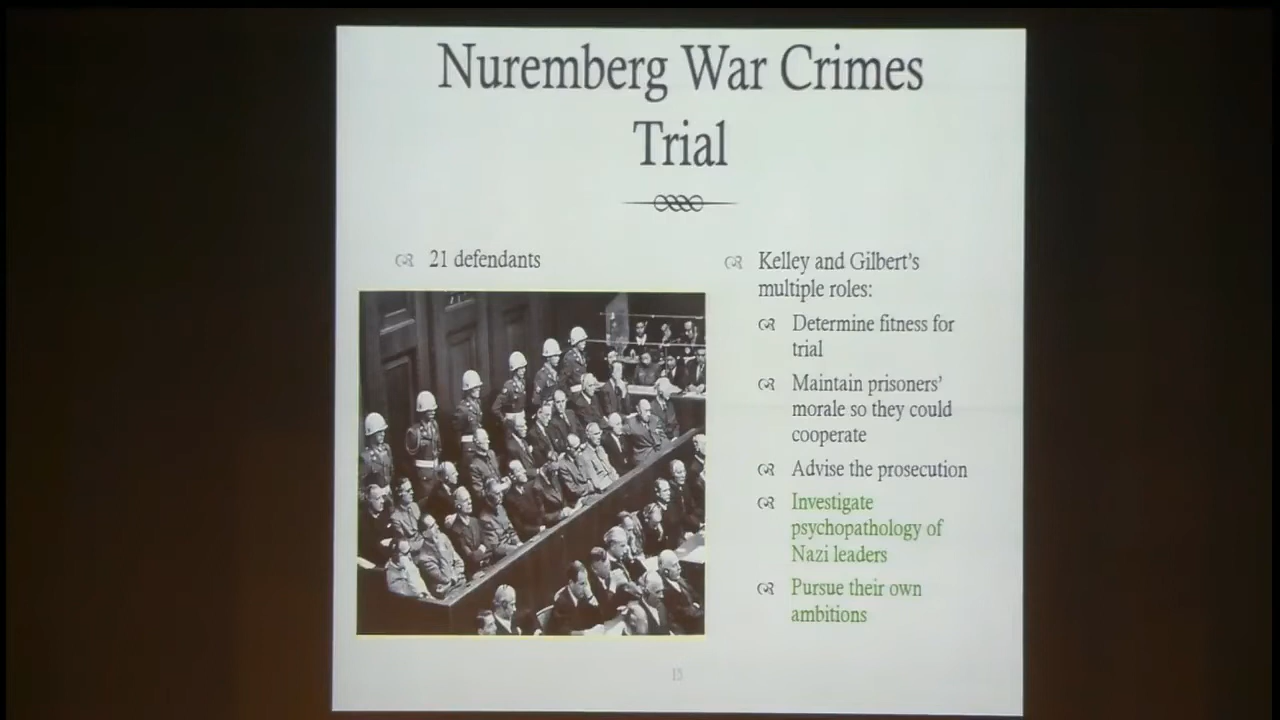 Nuremberg War Crimes
Trial
21 defendants
Kelley and Gilbert's
multiple roles:
Determine fitness for
trial
Maintain prisoners'
morale so they could
cooperate
Advise the prosecution
Investigate
psychopathology of
Nazi leaders
Pursue their own
ambitions